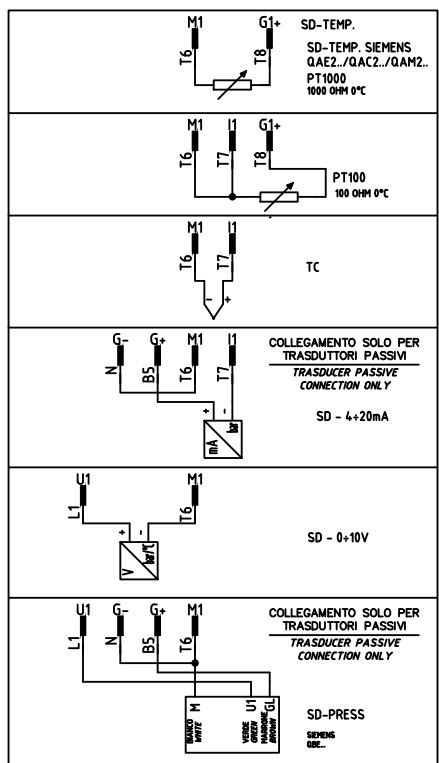 M1 G1+ SD-TEMP.
T6 T8
SD-TEMP. SIEMENS
QAE2../QAC2../QAM2..
PT1000
1000 OHM 0°C
M1 I1 G1+
T6 T7 T8
PT100
100 OHM 0°C
M1 I1
T6 T7
TC
- +
G- G+ M1 I1
N B5 T6 T7
COLLEGAMENTO SOLO PER
TRASDUTTORI PASSIVI
TRASDUCER PASSIVE
CONNECTION ONLY
SD - 4÷20mA
+ -
mA bar
U1 M1
L1 T6
+ -
V bar/°C
SD - 0÷10V
U1 G- G+ M1
L1 N B5 T6
COLLEGAMENTO SOLO PER
TRASDUTTORI PASSIVI
TRASDUCER PASSIVE
CONNECTION ONLY
M U1 GL
BIANCO
WHITE
VERDE
GREEN
MARRONE
BROWN
SD-PRESS
SIEMENS
QBE..